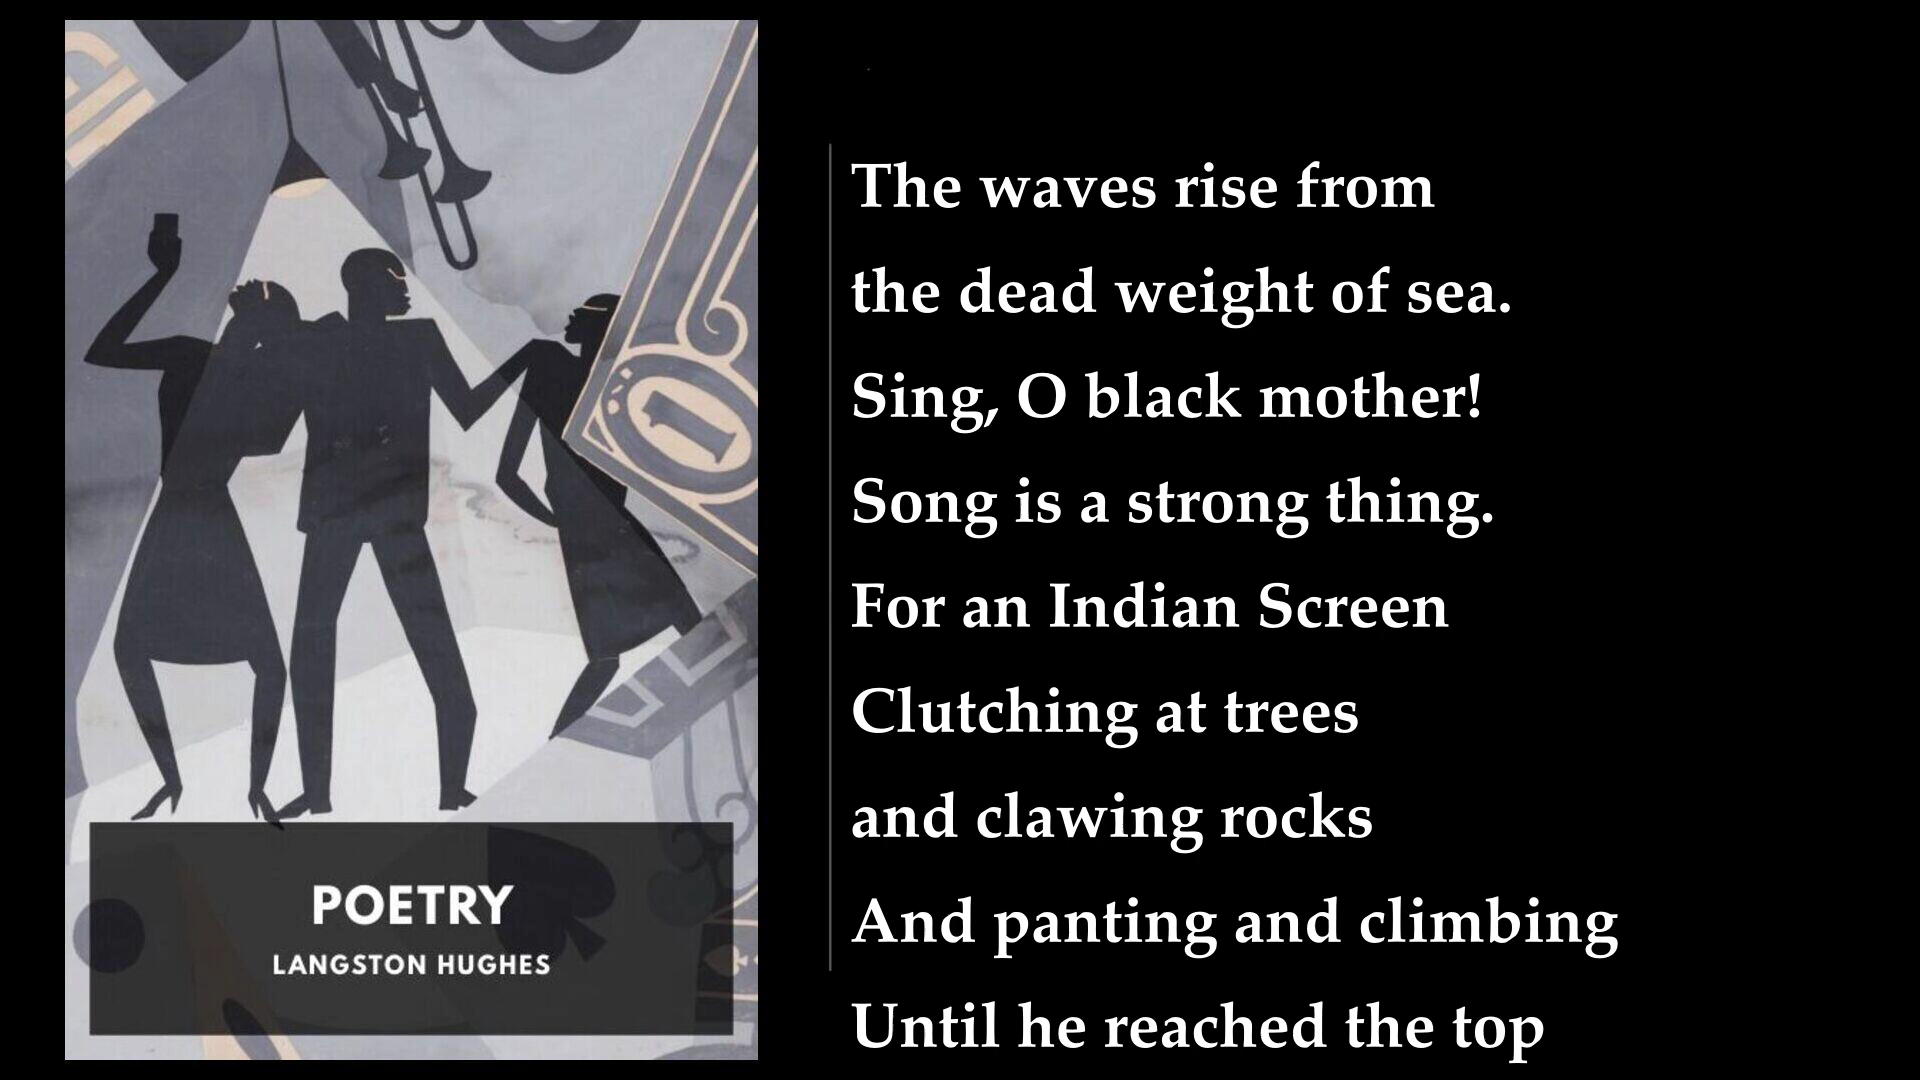 POETRY
LANGSTON HUGHES
The waves rise from
the dead weight of sea.
Sing, O black mother!
Song is a strong thing.
For an Indian Screen
Clutching at trees
and clawing rocks
And panting and climbing
Until he reached the top